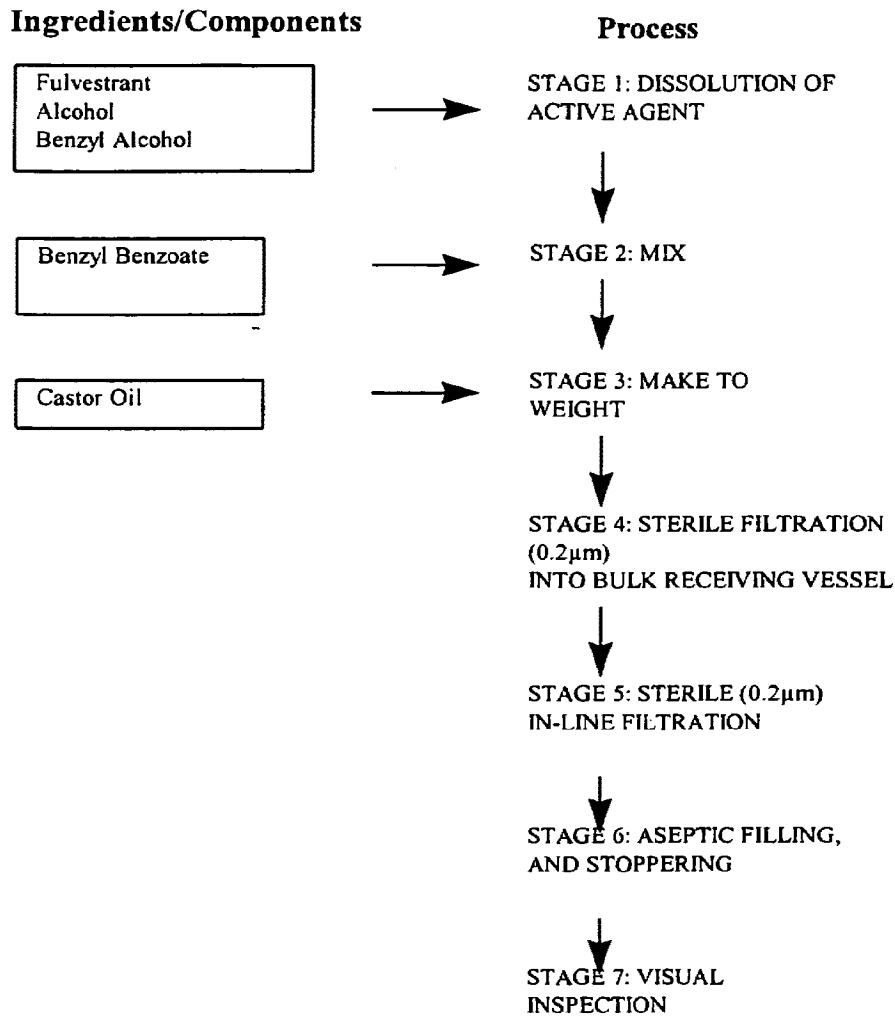 Ingredients/Components
Process
Fulvestrant
Alcohol
Benzyl Alcohol
STAGE 1: DISSOLUTION OF
ACTIVE AGENT
Benzyl Benzoate
STAGE 2: MIX
Castor Oil
STAGE 3: MAKE TO
WEIGHT
STAGE 4: STERILE FILTRATION
(0.2µm)
INTO BULK RECEIVING VESSEL
STAGE 5: STERILE (0.2µm)
IN-LINE FILTRATION
STAGE 6: ASEPTIC FILLING,
AND STOPPERING
STAGE 7: VISUAL
INSPECTION